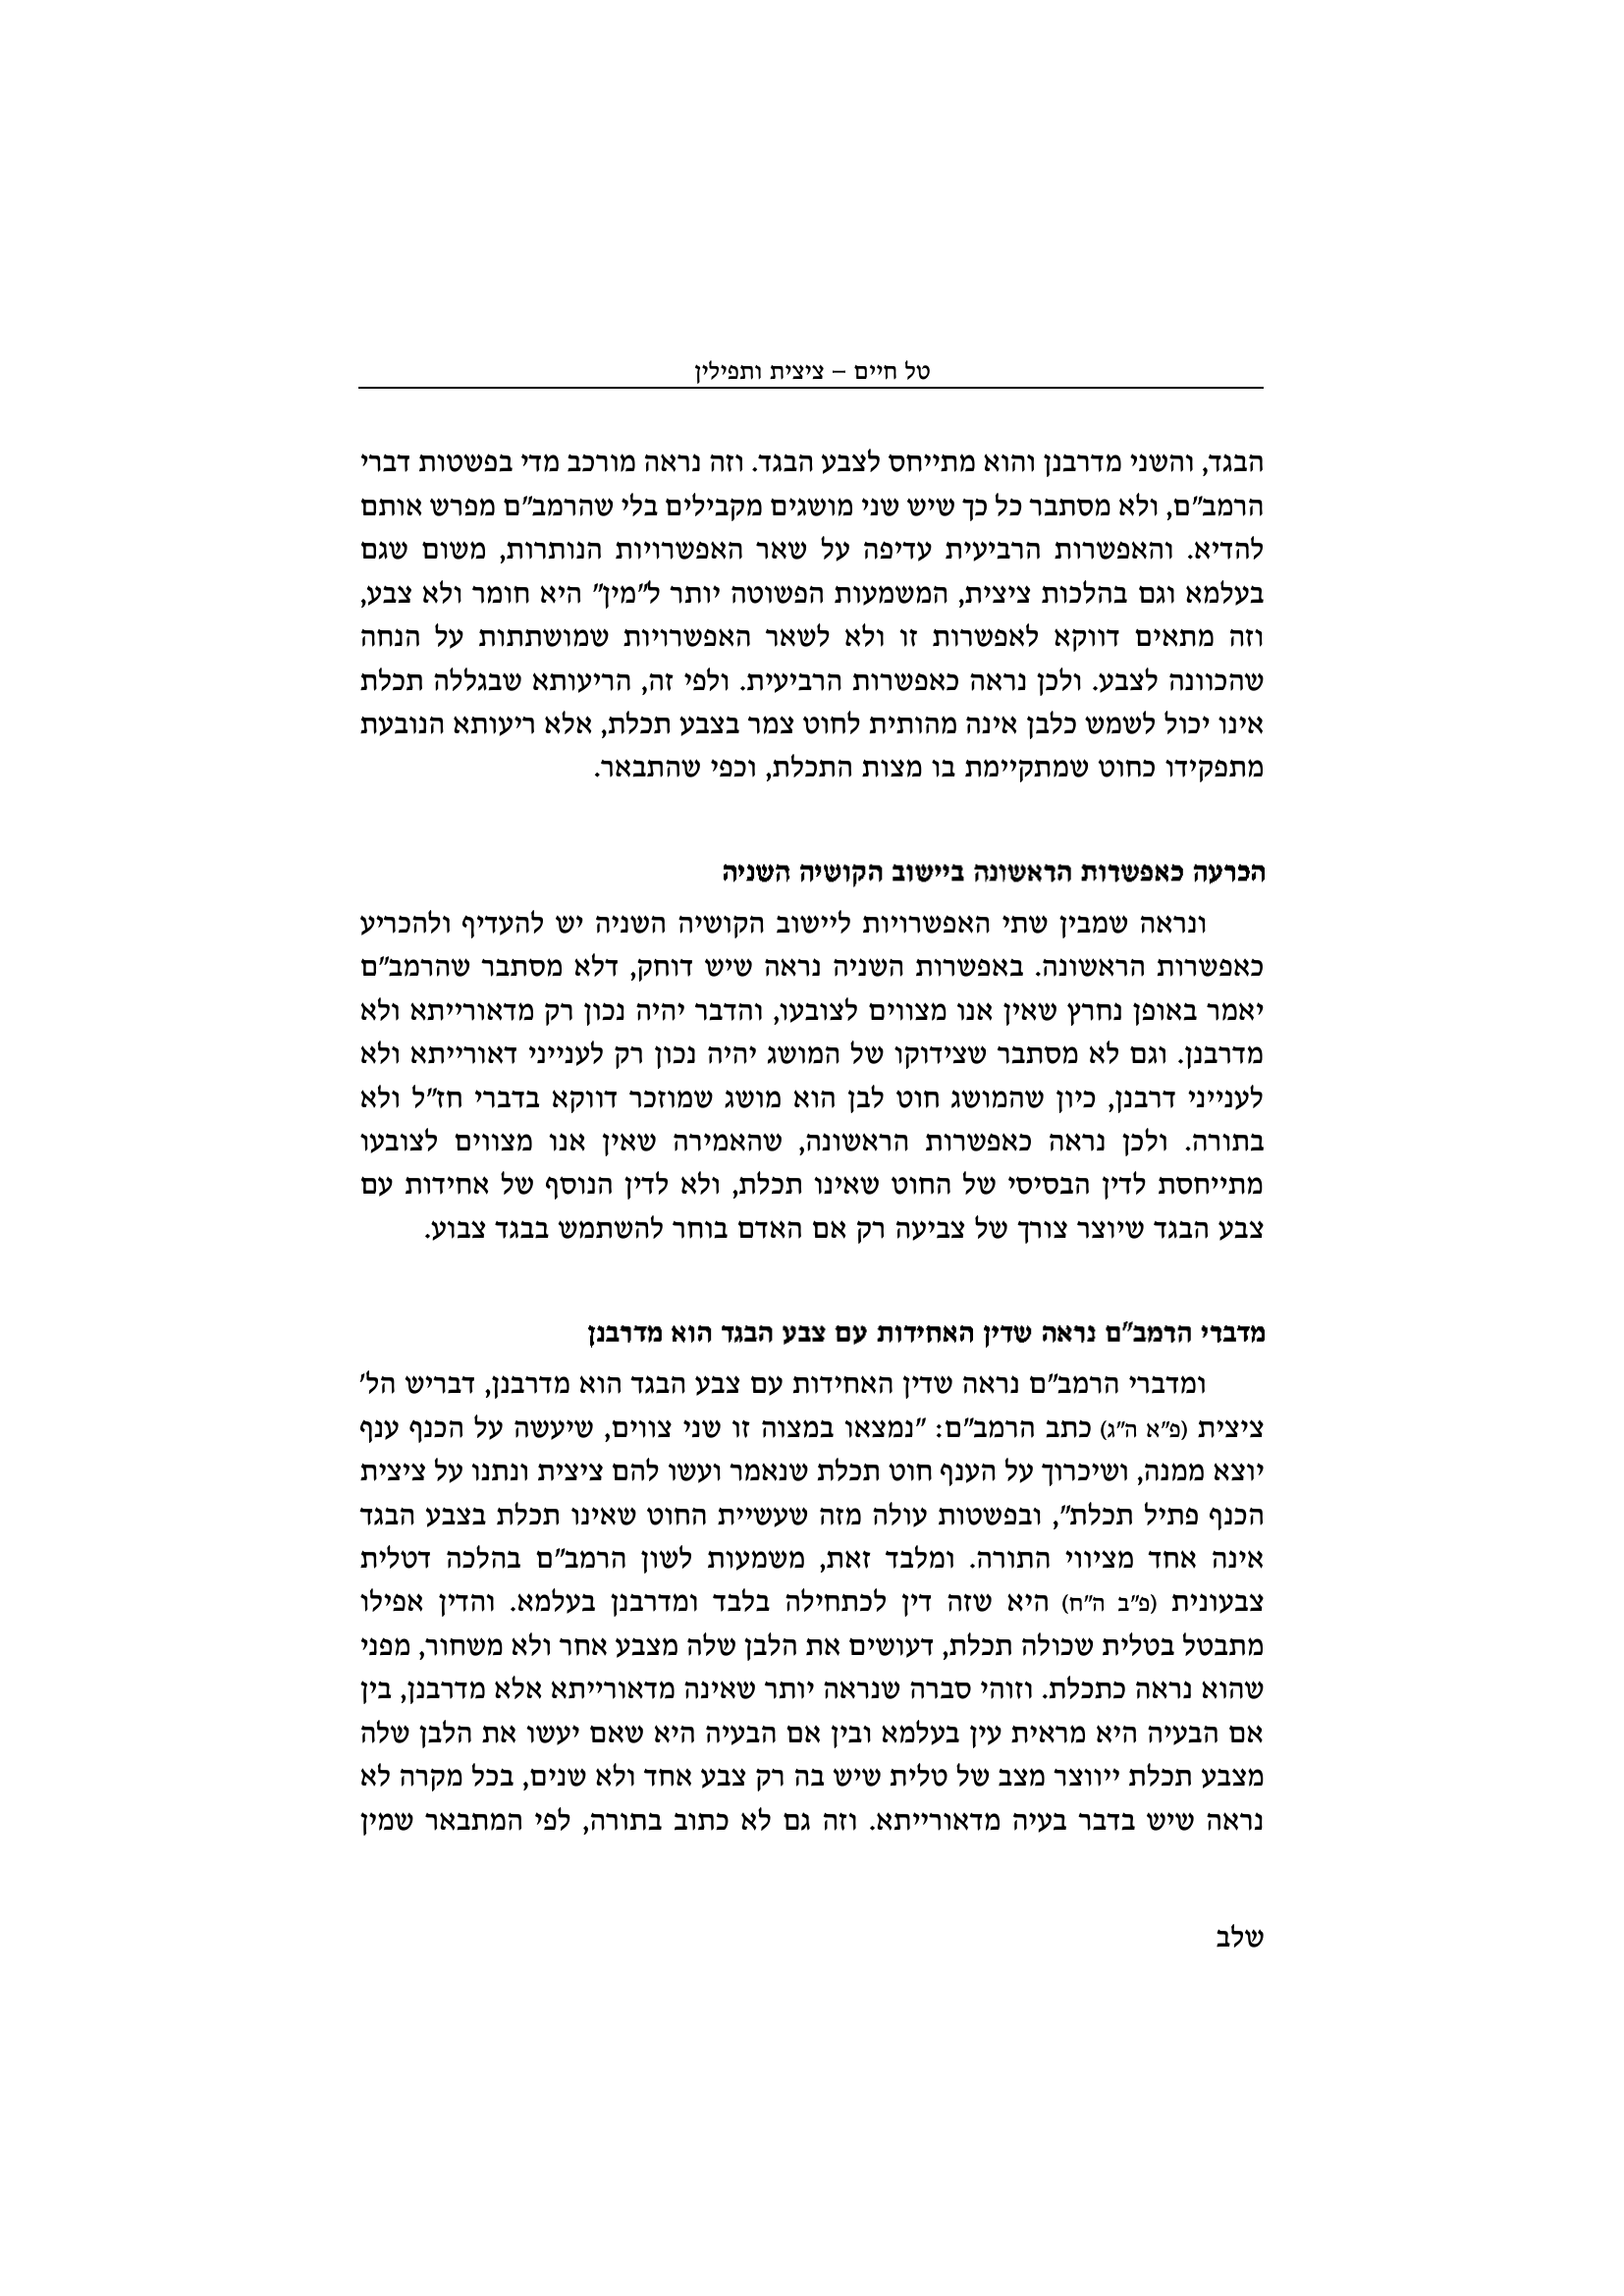 טל חיים – ציצית ותפילין
הבגד, והשני מדרבנן והוא מתייחס לצבע הבגד. וזה נראה מורכב מדי בפשטות דברי
הרמב"ם, ולא מסתבר כל כך שיש שני מושגים מקבילים בלי שהרמב"ם מפרש אותם
להדיא. והאפשרות הרביעית עדיפה על שאר האפשרויות הנותרות, משום שגם
בעלמא וגם בהלכות ציצית, המשמעות הפשוטה יותר ל"מין" היא חומר ולא צבע,
וזה מתאים דווקא לאפשרות זו ולא לשאר האפשרויות שמושתתות על הנחה
שהכוונה לצבע. ולכן נראה כאפשרות הרביעית. ולפי זה, הריעותא שבגללה תכלת
אינו יכול לשמש כלבן אינה מהותית לחוט צמר בצבע תכלת, אלא ריעותא הנובעת
מתפקידו כחוט שמתקיימת בו מצות התכלת, וכפי שהתבאר.
הכרעה כאפשרות הראשונה ביישוב הקושיה השניה
ונראה שמבין שתי האפשרויות ליישוב הקושיה השניה יש להעדיף ולהכריע
כאפשרות הראשונה. באפשרות השניה נראה שיש דוחק, דלא מסתבר שהרמב"ם
יאמר באופן נחרץ שאין אנו מצווים לצובעו, והדבר יהיה נכון רק מדאורייתא ולא
מדרבנן. וגם לא מסתבר שצידוקו של המושג יהיה נכון רק לענייני דאורייתא ולא
לענייני דרבנן, כיון שהמושג חוט לבן הוא מושג שמוזכר דווקא בדברי חז"ל ולא
בתורה. ולכן נראה כאפשרות הראשונה, שהאמירה שאין אנו מצווים לצובעו
מתייחסת לדין הבסיסי של החוט שאינו תכלת, ולא לדין הנוסף של אחידות עם
צבע הבגד שיוצר צורך של צביעה רק אם האדם בוחר להשתמש בבגד צבוע.
מדברי הרמב"ם נראה שדין האחידות עם צבע הבגד הוא מדרבנן
ומדברי הרמב"ם נראה שדין האחידות עם צבע הבגד הוא מדרבנן, דבריש הל'
ציצית (פ"א ה"ג) כתב הרמב"ם: "נמצאו במצוה זו שני צווים, שיעשה על הכנף ענף
יוצא ממנה, ושיכרוך על הענף חוט תכלת שנאמר ועשו להם ציצית ונתנו על ציצית
הכנף פתיל תכלת", ובפשטות עולה מזה שעשיית החוט שאינו תכלת בצבע הבגד
אינה אחד מציווי התורה. ומלבד זאת, משמעות לשון הרמב"ם בהלכה דטלית
צבעונית (פ"ב ה"ח) היא שזה דין לכתחילה בלבד ומדרבנן בעלמא. והדין אפילו
מתבטל בטלית שכולה תכלת, דעושים את הלבן שלה מצבע אחר ולא משחור, מפני
שהוא נראה כתכלת. וזוהי סברה שנראה יותר שאינה מדאורייתא אלא מדרבנן, בין
אם הבעיה היא מראית עין בעלמא ובין אם הבעיה היא שאם יעשו את הלבן שלה
מצבע תכלת ייווצר מצב של טלית שיש בה רק צבע אחד ולא שנים, בכל מקרה לא
נראה שיש בדבר בעיה מדאורייתא. וזה גם לא כתוב בתורה, לפי המתבאר שמין
שלב